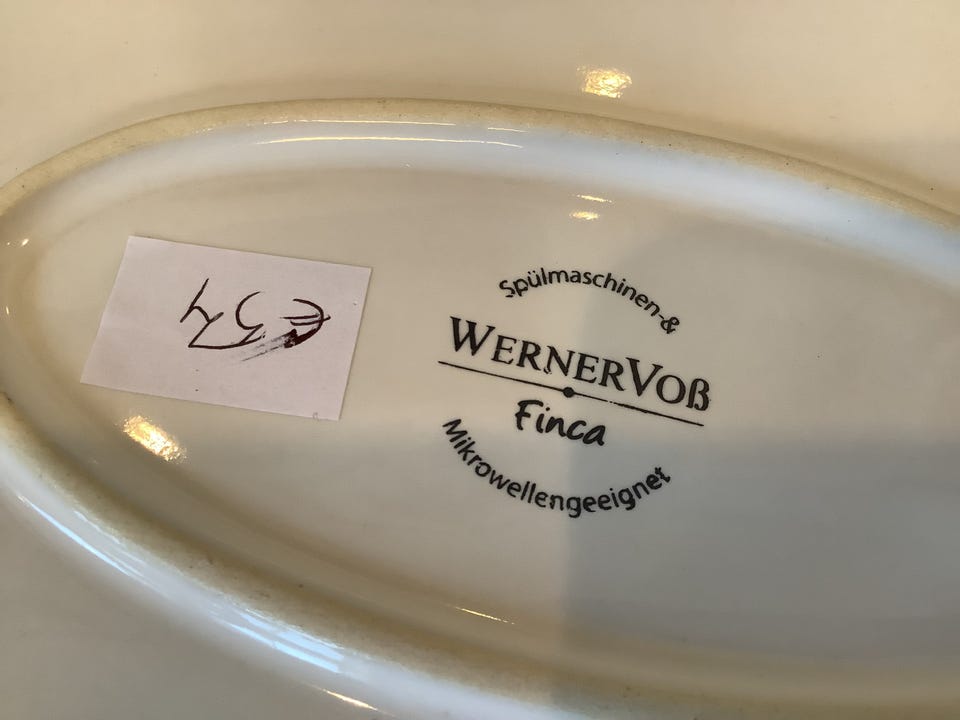 Spülmaschinen-&
WERNERVOß
Finca
Mikrowellengeeignet